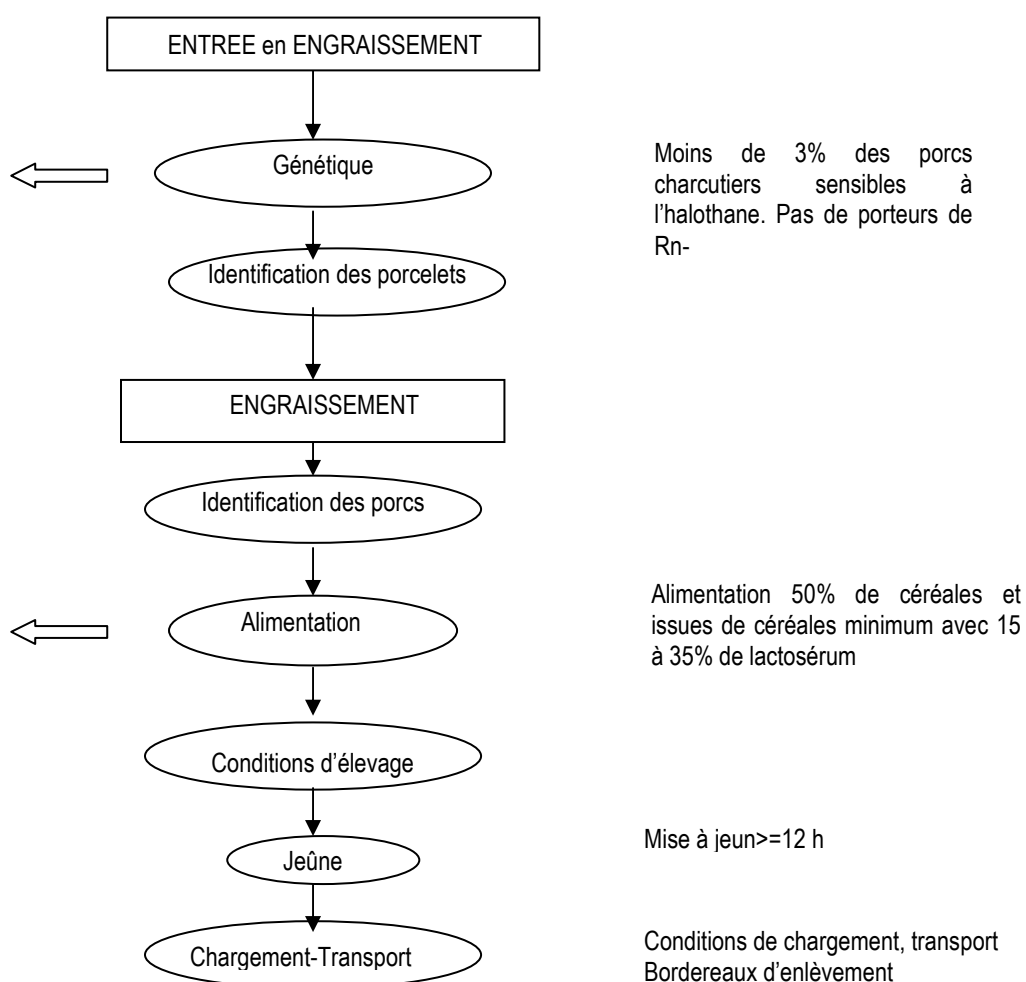 ENTREE en ENGRAISSEMENT
Génétique
Moins de 3% des porcs
charcutiers sensibles à
l'halothane. Pas de porteurs de
Rn-
Identification des porcelets
ENGRAISSEMENT
Identification des porcs
Alimentation
Alimentation 50% de céréales et
issues de céréales minimum avec 15
à 35% de lactosérum
Conditions d'élevage
Jeûne
Mise à jeun>=12 h
Chargement-Transport
Conditions de chargement, transport
Bordereaux d'enlèvement